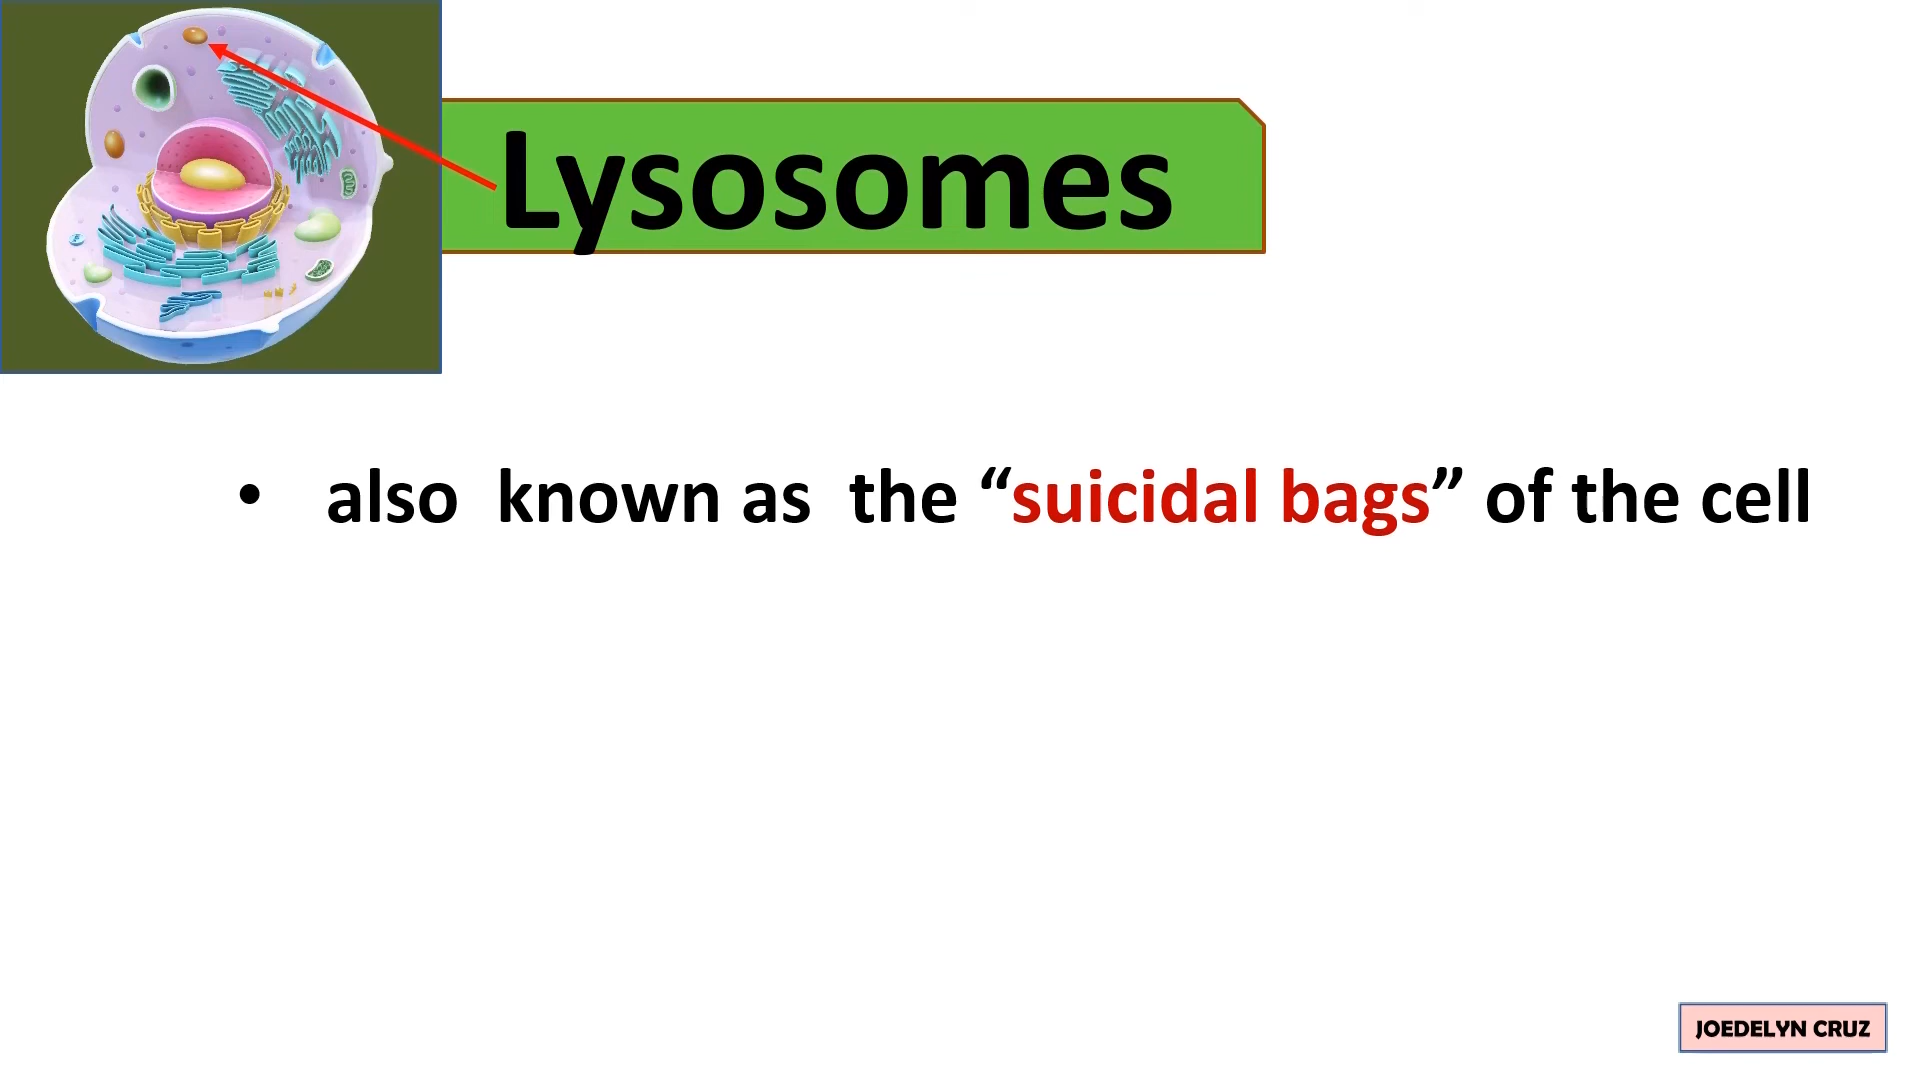 Lysosomes
• also known as the “suicidal bags” of the cell
JOEDELYN CRUZ